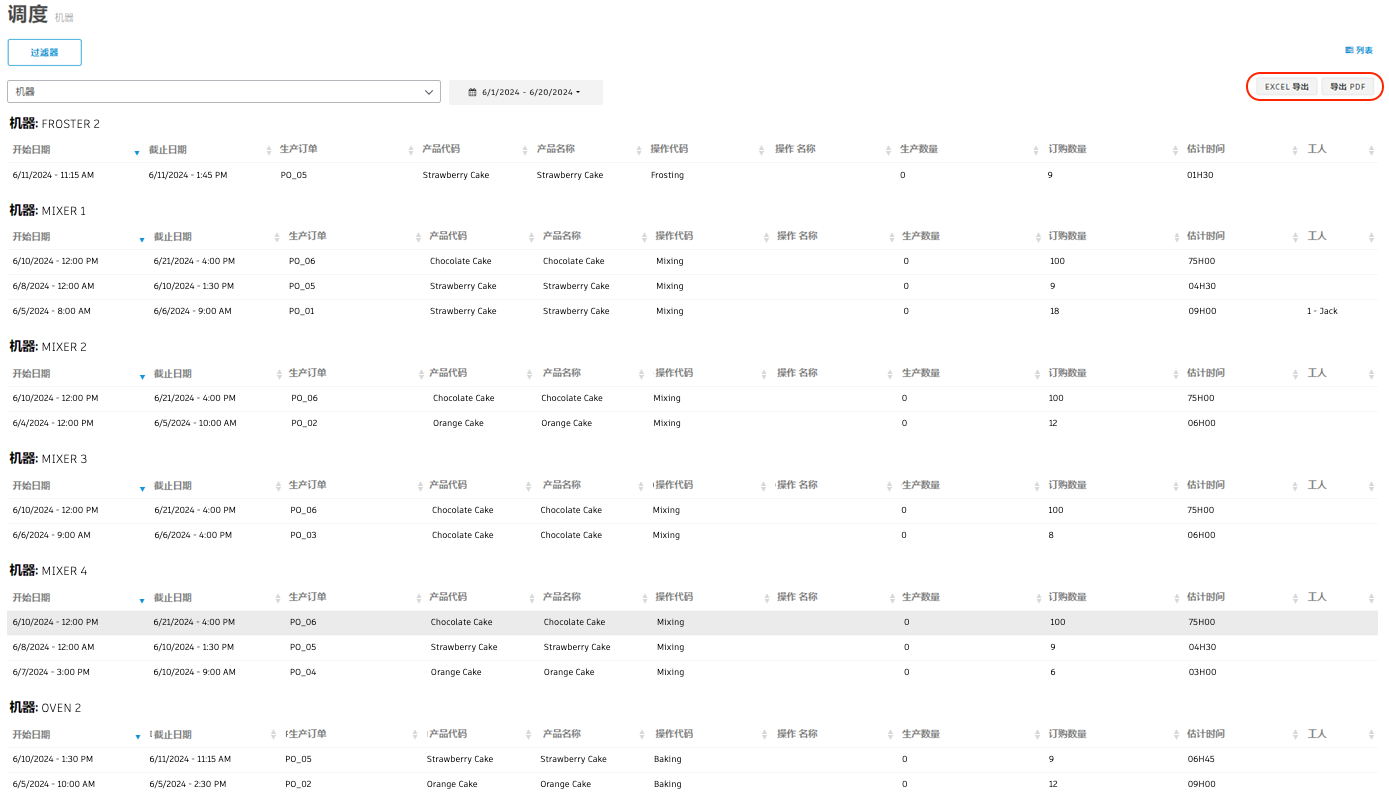 调度 机器
过滤器
列表
机器
6/1/2024 - 6/20/2024
EXCEL 导出 导出 PDF
机器: FROSTER 2
开始日期 截止日期 生产订单 产品代码 产品名称 操作代码 操作 名称 生产数量 订购数量 估计时间 工人
6/11/2024 - 11:15 AM 6/11/2024 - 1:45 PM PO_05 Strawberry Cake Strawberry Cake Frosting 0 9 01H30
机器: MIXER 1
开始日期 截止日期 生产订单 产品代码 产品名称 操作代码 操作 名称 生产数量 订购数量 估计时间 工人
6/10/2024 - 12:00 PM 6/21/2024 - 4:00 PM PO_06 Chocolate Cake Chocolate Cake Mixing 0 100 75H00
6/8/2024 - 12:00 AM 6/10/2024 - 1:30 PM PO_05 Strawberry Cake Strawberry Cake Mixing 0 9 04H30
6/5/2024 - 8:00 AM 6/6/2024 - 9:00 AM PO_01 Strawberry Cake Strawberry Cake Mixing 0 18 09H00 1 - Jack
机器: MIXER 2
开始日期 截止日期 生产订单 产品代码 产品名称 操作代码 操作 名称 生产数量 订购数量 估计时间 工人
6/10/2024 - 12:00 PM 6/21/2024 - 4:00 PM PO_06 Chocolate Cake Chocolate Cake Mixing 0 100 75H00
6/4/2024 - 12:00 PM 6/5/2024 - 10:00 AM PO_02 Orange Cake Orange Cake Mixing 0 12 06H00
机器: MIXER 3
开始日期 截止日期 生产订单 产品代码 产品名称 操作代码 操作 名称 生产数量 订购数量 估计时间 工人
6/10/2024 - 12:00 PM 6/21/2024 - 4:00 PM PO_06 Chocolate Cake Chocolate Cake Mixing 0 100 75H00
6/6/2024 - 9:00 AM 6/6/2024 - 4:00 PM PO_03 Chocolate Cake Chocolate Cake Mixing 0 8 06H00
机器: MIXER 4
开始日期 截止日期 生产订单 产品代码 产品名称 操作代码 操作 名称 生产数量 订购数量 估计时间 工人
6/10/2024 - 12:00 PM 6/21/2024 - 4:00 PM PO_06 Chocolate Cake Chocolate Cake Mixing 0 100 75H00
6/8/2024 - 12:00 AM 6/10/2024 - 1:30 PM PO_05 Strawberry Cake Strawberry Cake Mixing 0 9 04H30
6/7/2024 - 3:00 PM 6/10/2024 - 9:00 AM PO_04 Orange Cake Orange Cake Mixing 0 6 03H00
机器: OVEN 2
开始日期 截止日期 生产订单 产品代码 产品名称 操作代码 操作 名称 生产数量 订购数量 估计时间 工人
6/10/2024 - 1:30 PM 6/11/2024 - 11:15 AM PO_05 Strawberry Cake Strawberry Cake Baking 0 9 06H45
6/5/2024 - 10:00 AM 6/5/2024 - 2:30 PM PO_02 Orange Cake Orange Cake Baking 0 12 09H00